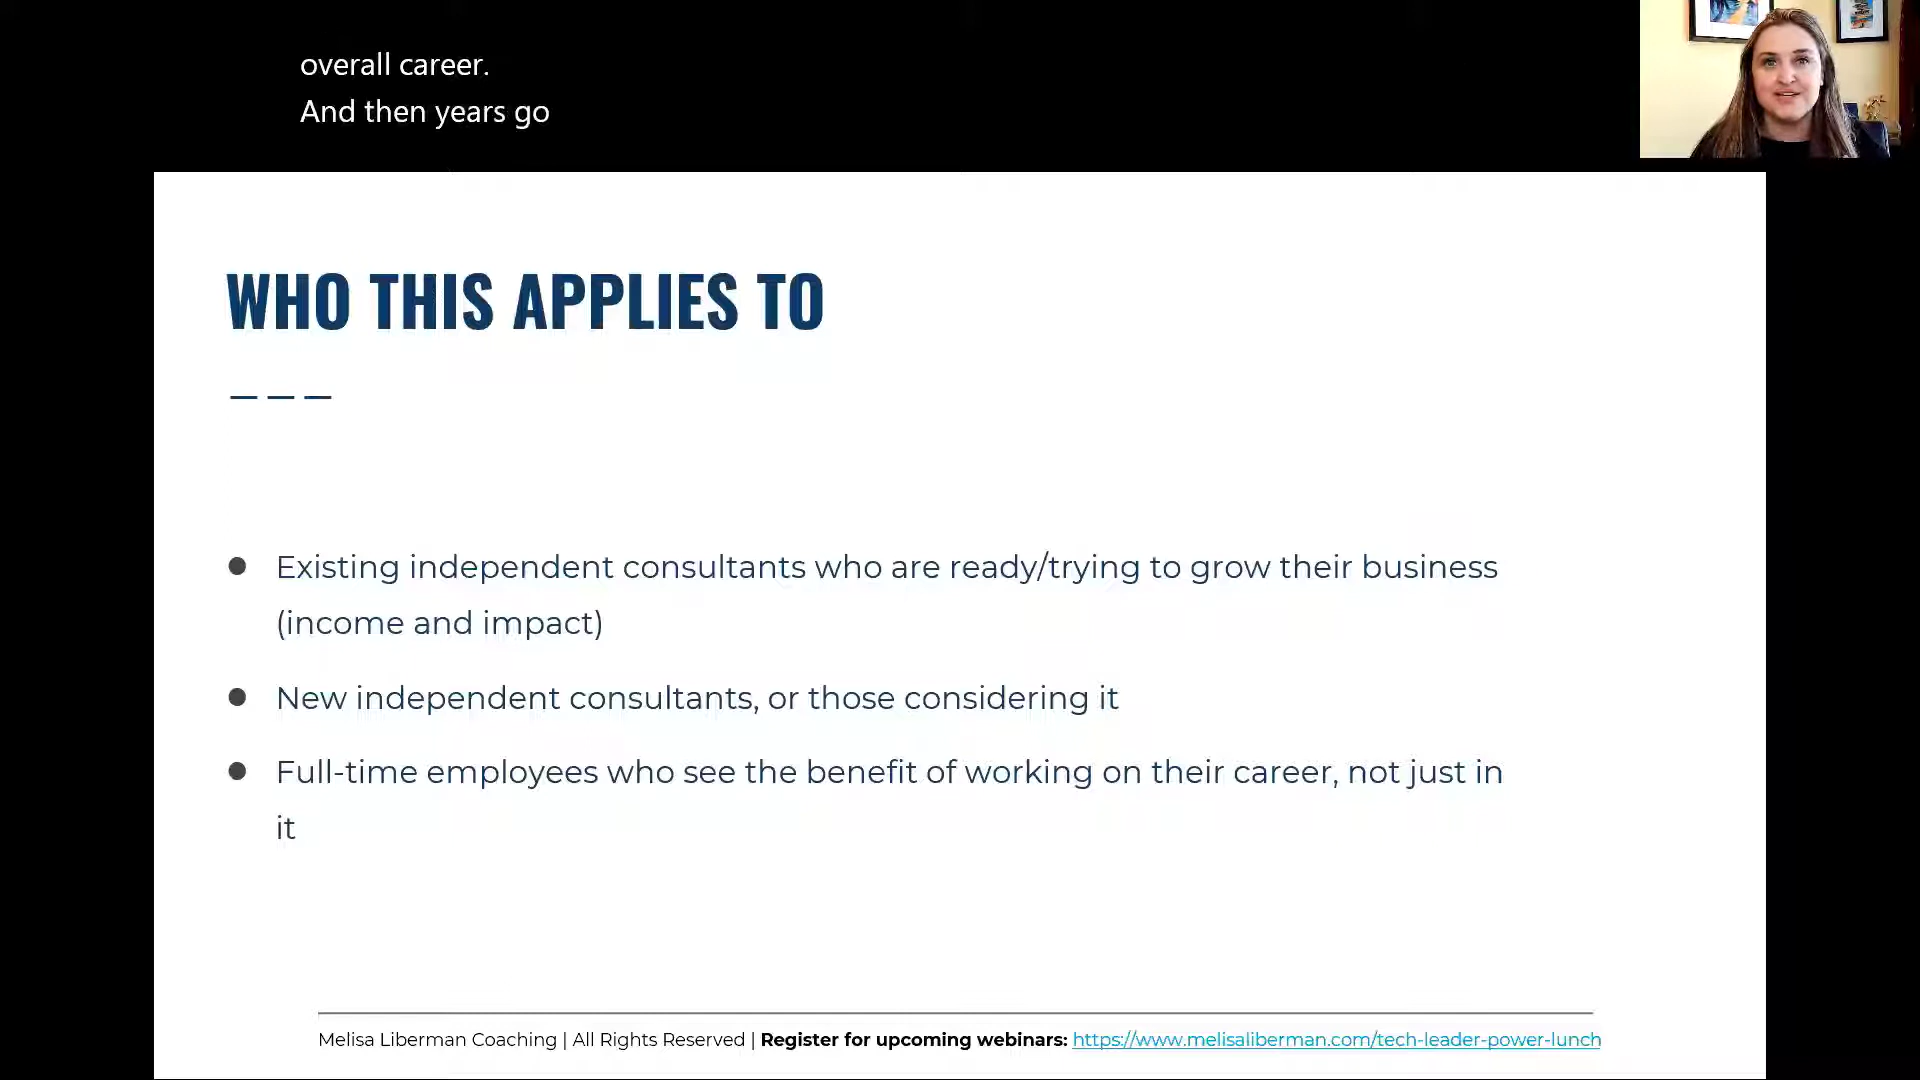 overall career.
And then years go
WHO THIS APPLIES TO
Existing independent consultants who are ready/trying to grow their business
(income and impact)
New independent consultants, or those considering it
Full-time employees who see the benefit of working on their career, not just in
it
Melisa Liberman Coaching | All Rights Reserved | Register for upcoming webinars: https://www.melisaliberman.com/tech-leader-power-lunch